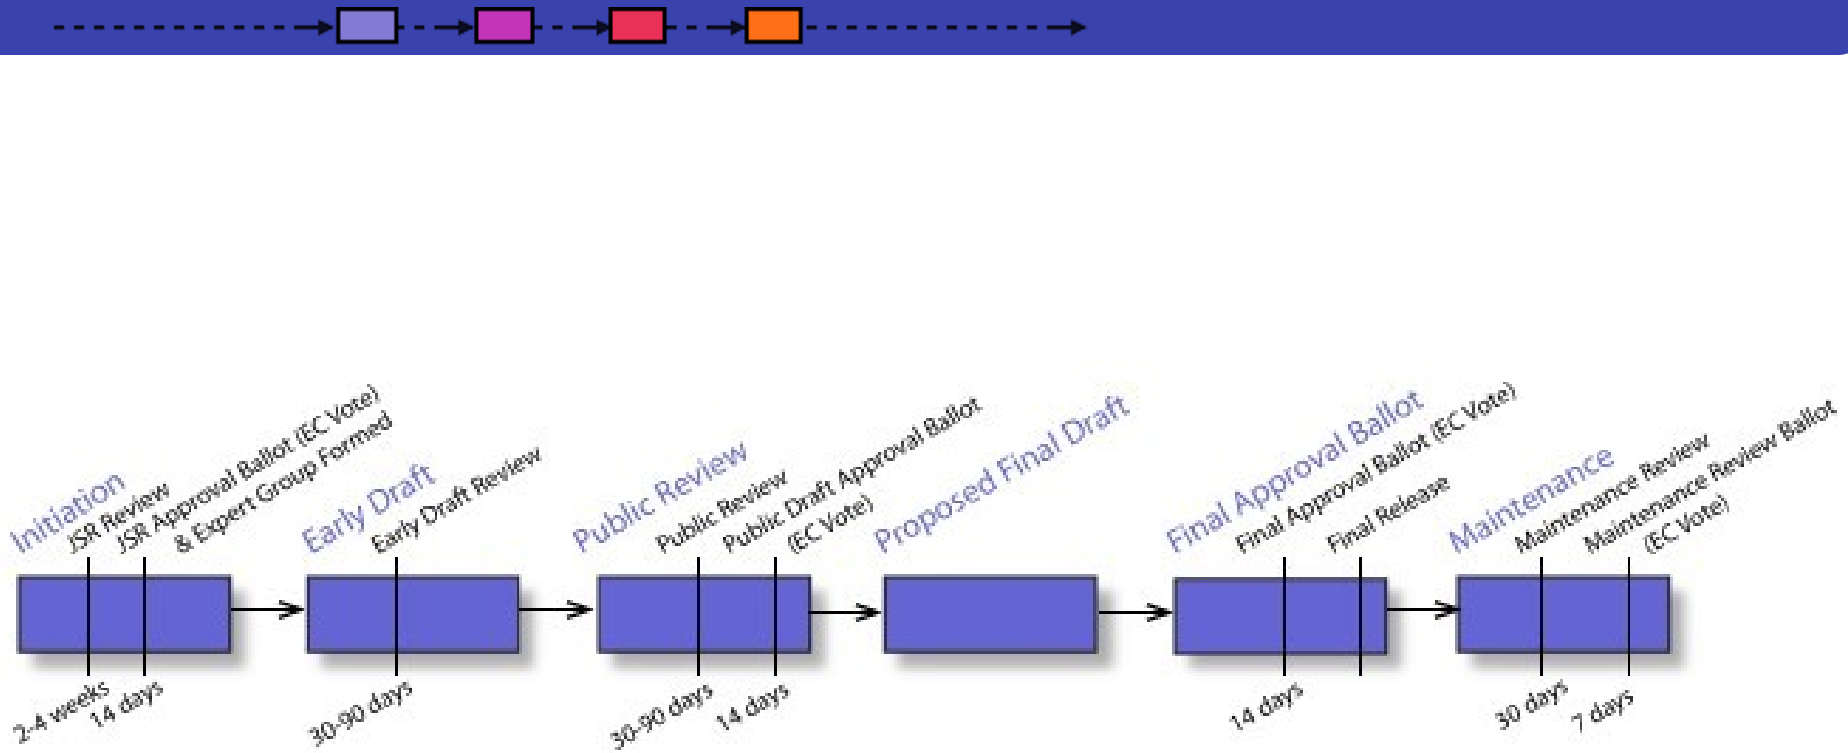 Initiation
JSR Review
JSR Approval Ballot (EC Vote)
& Expert Group Formed
2-4 weeks
14 days
Early Draft
Early Draft Review
30-90 days
Public Review
Public Review
Public Draft Approval Ballot
(EC Vote)
30-90 days
14 days
Proposed Final Draft
Final Approval Ballot
Final Approval Ballot (EC Vote)
Final Release
14 days
Maintenance
Maintenance Review
Maintenance Review Ballot
(EC Vote)
30 days
7 days